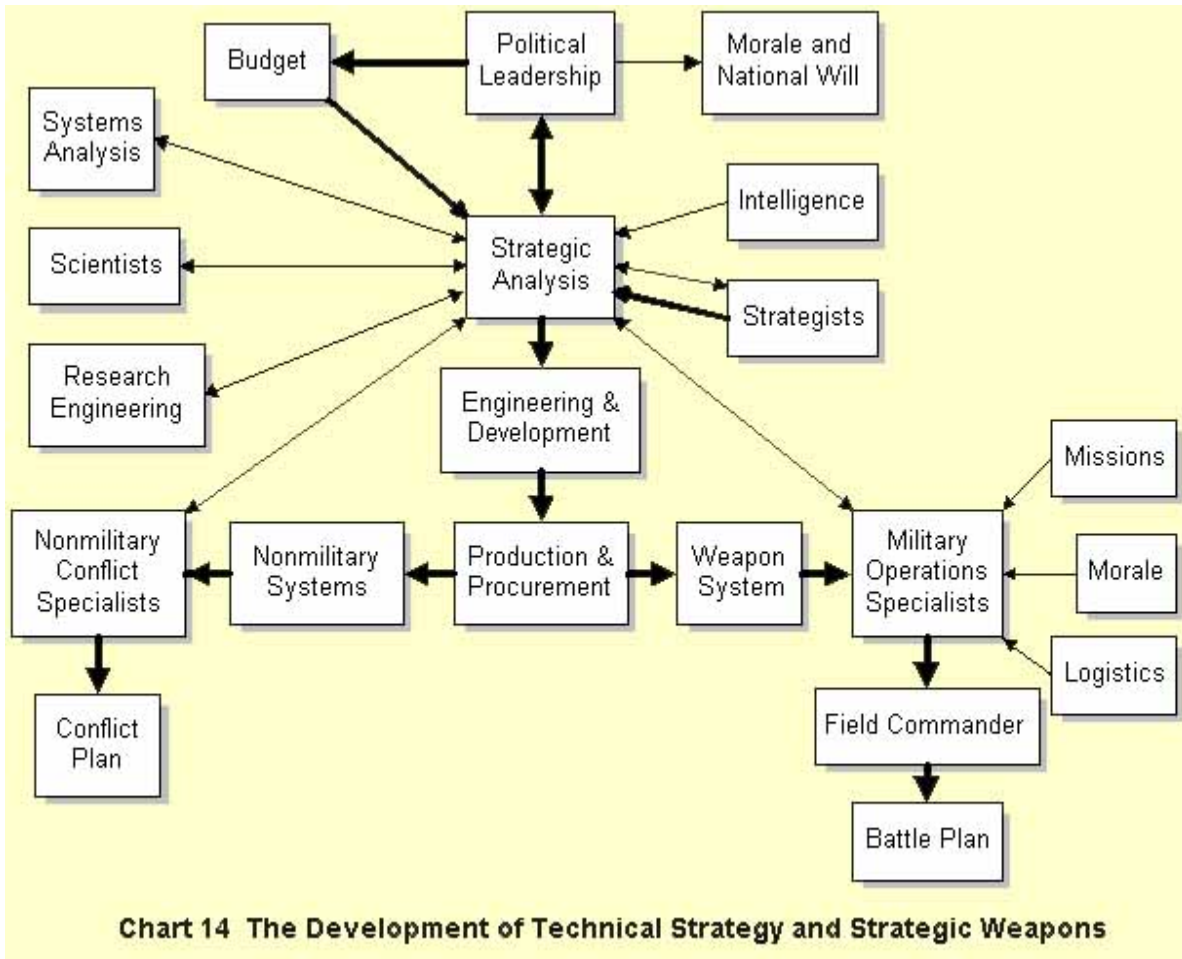 Budget
Political
Leadership
Morale and
National Will
Systems
Analysis
Intelligence
Strategic
Analysis
Scientists
Strategists
Research
Engineering
Engineering &
Development
Missions
Nonmilitary
Conflict
Specialists
Nonmilitary
Systems
Production &
Procurement
Weapon
System
Military
Operations
Specialists
Morale
Logistics
Conflict
Plan
Field Commander
Battle Plan
Chart 14 The Development of Technical Strategy and Strategic Weapons